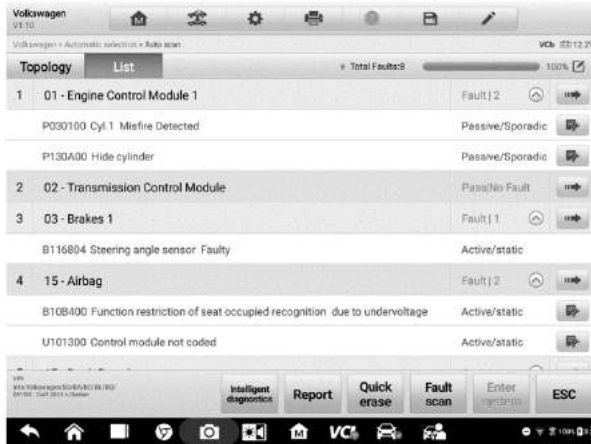 Volkswagen
V1.10
Volkswagen > Automatic selection > Auto scan
Topology List Total Faults:8 100%
1 01 - Engine Control Module 1 Fault | 2
P030100 Cyl.1 Misfire Detected Passive/Sporadic
P130A00 Hide cylinder Passive/Sporadic
2 02 - Transmission Control Module Pass|No Fault
3 03 - Brakes 1 Fault | 1
B116804 Steering angle sensor Faulty Active/static
4 15 - Airbag Fault | 2
B10B400 Function restriction of seat occupied recognition due to undervoltage Active/static
U101300 Control module not coded Active/static
VIN
Intelligent diagnostics Report Quick erase Fault scan Enter system ESC